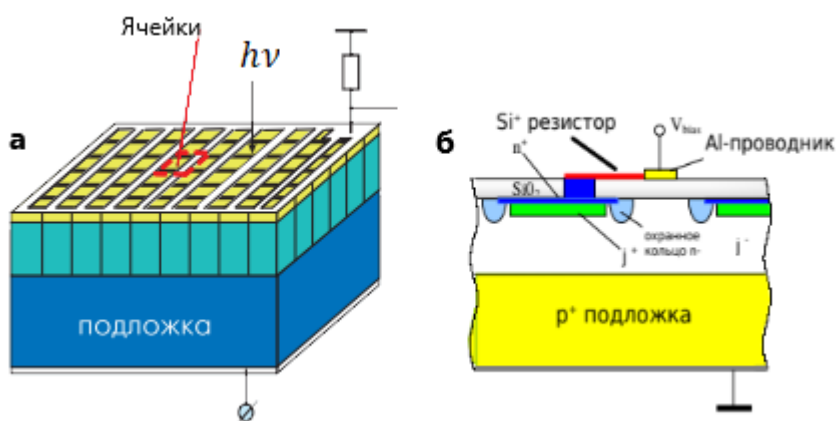 Ячейки
hν
а
подложка
б
Si⁺ резистор
n⁺
V_bias
Al-проводник
SiO₂
охранное
кольцо n-
j⁺
j⁻
p⁺ подложка